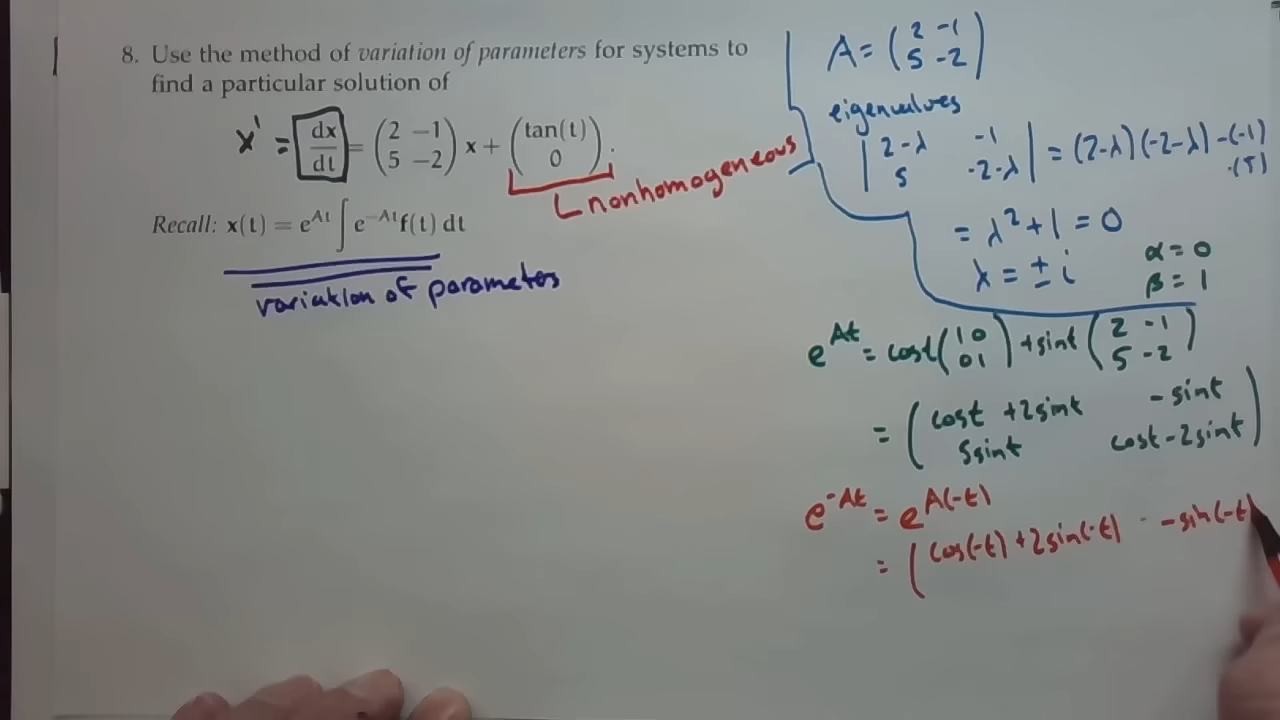 8. Use the method of variation of parameters for systems to
find a particular solution of
x' = dx/dt = (2 -1 5 -2) x + (tan(t) 0).
nonhomogeneous
Recall: x(t) = e^{At} ∫ e^{-At} f(t) dt
variation of parameters
A = (2 -1 5 -2)
eigenvalues
| 2-λ -1 5 -2-λ | = (2-λ)(-2-λ) - (-1)
·(5)
= λ² + 1 = 0
λ = ± i
α = 0
β = 1
e^{At} = cost (1 0 0 1) + sint (2 -1 5 -2)
= (cost + 2sint -sint
5sint cost - 2sint)
e^{-At} = e^{A(-t)}
= (cos(-t) + 2sin(-t) -sin(-t)